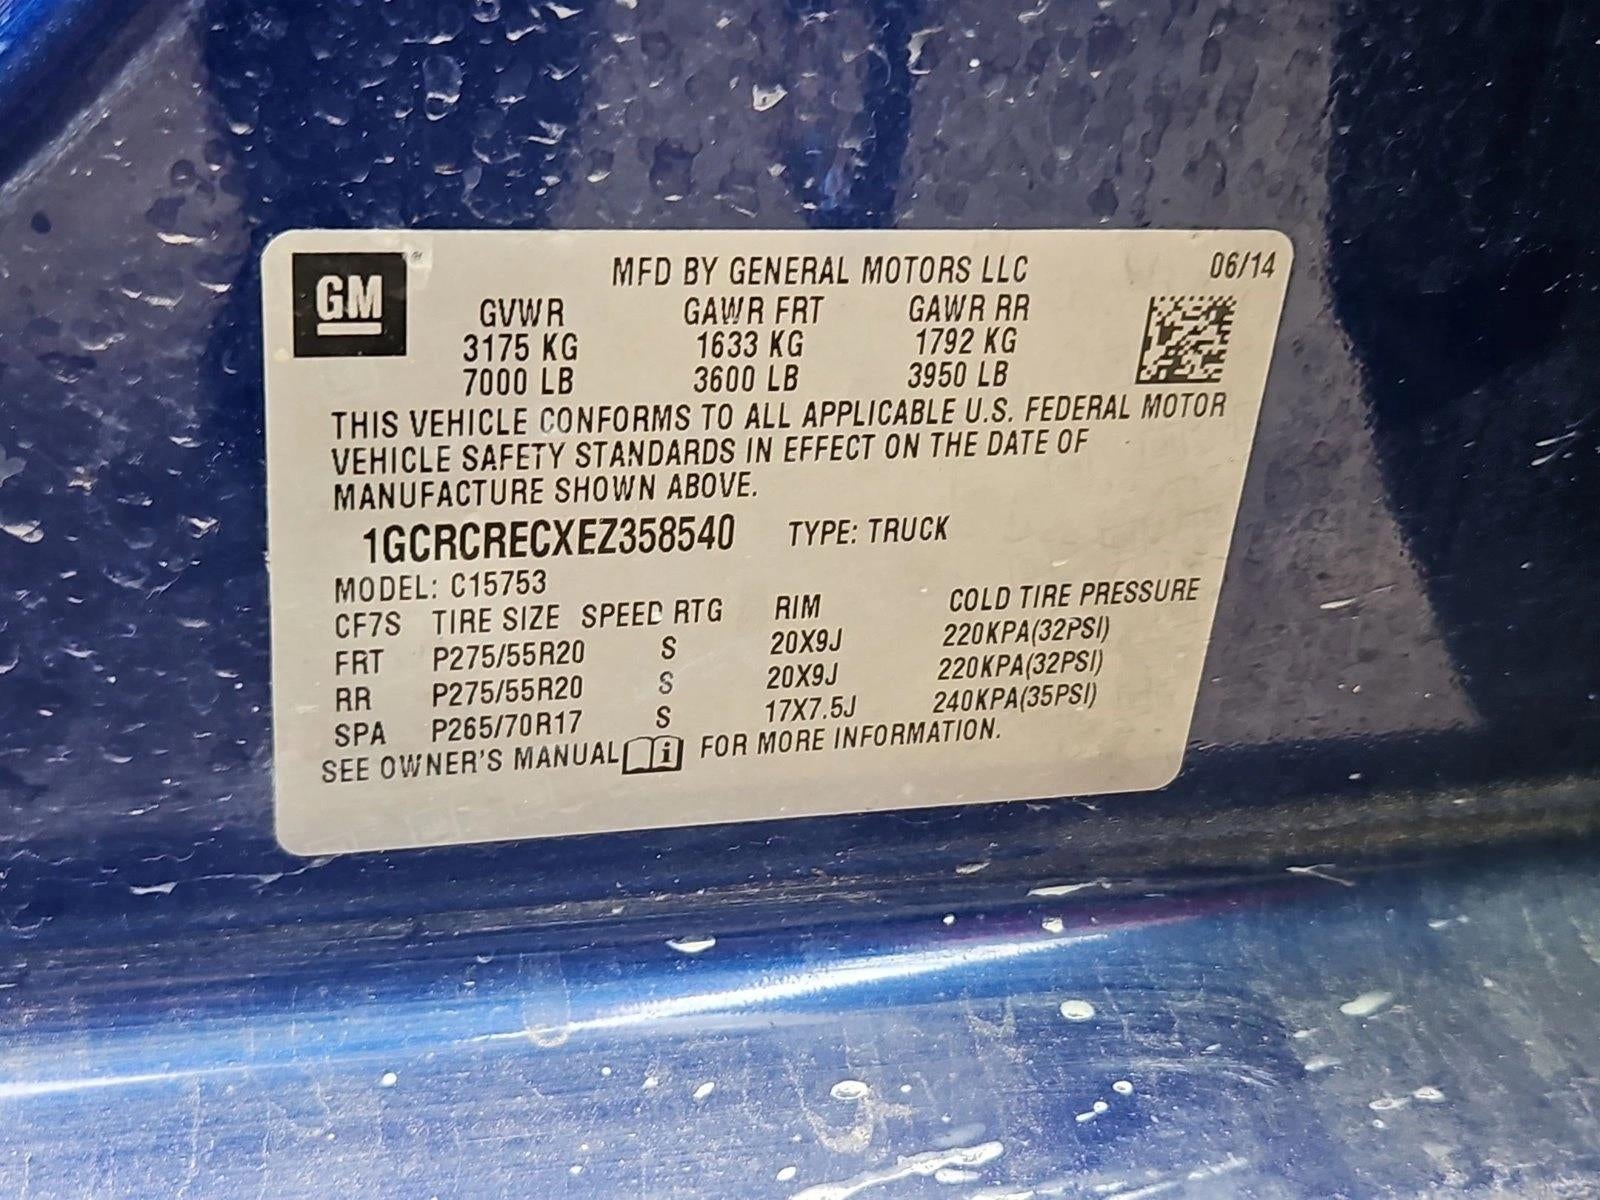 GM ® MFD BY GENERAL MOTORS LLC 06/14
GVWR GAWR FRT GAWR RR
3175 KG 1633 KG 1792 KG
7000 LB 3600 LB 3950 LB
THIS VEHICLE CONFORMS TO ALL APPLICABLE U.S. FEDERAL MOTOR
VEHICLE SAFETY STANDARDS IN EFFECT ON THE DATE OF
MANUFACTURE SHOWN ABOVE.
1GCRCRECXEZ358540 TYPE: TRUCK
MODEL: C15753
CF7S TIRE SIZE SPEED RTG RIM COLD TIRE PRESSURE
FRT P275/55R20 S 20X9J 220KPA(32PSI)
RR P275/55R20 S 20X9J 220KPA(32PSI)
SPA P265/70R17 S 17X7.5J 240KPA(35PSI)
SEE OWNER'S MANUAL i FOR MORE INFORMATION.